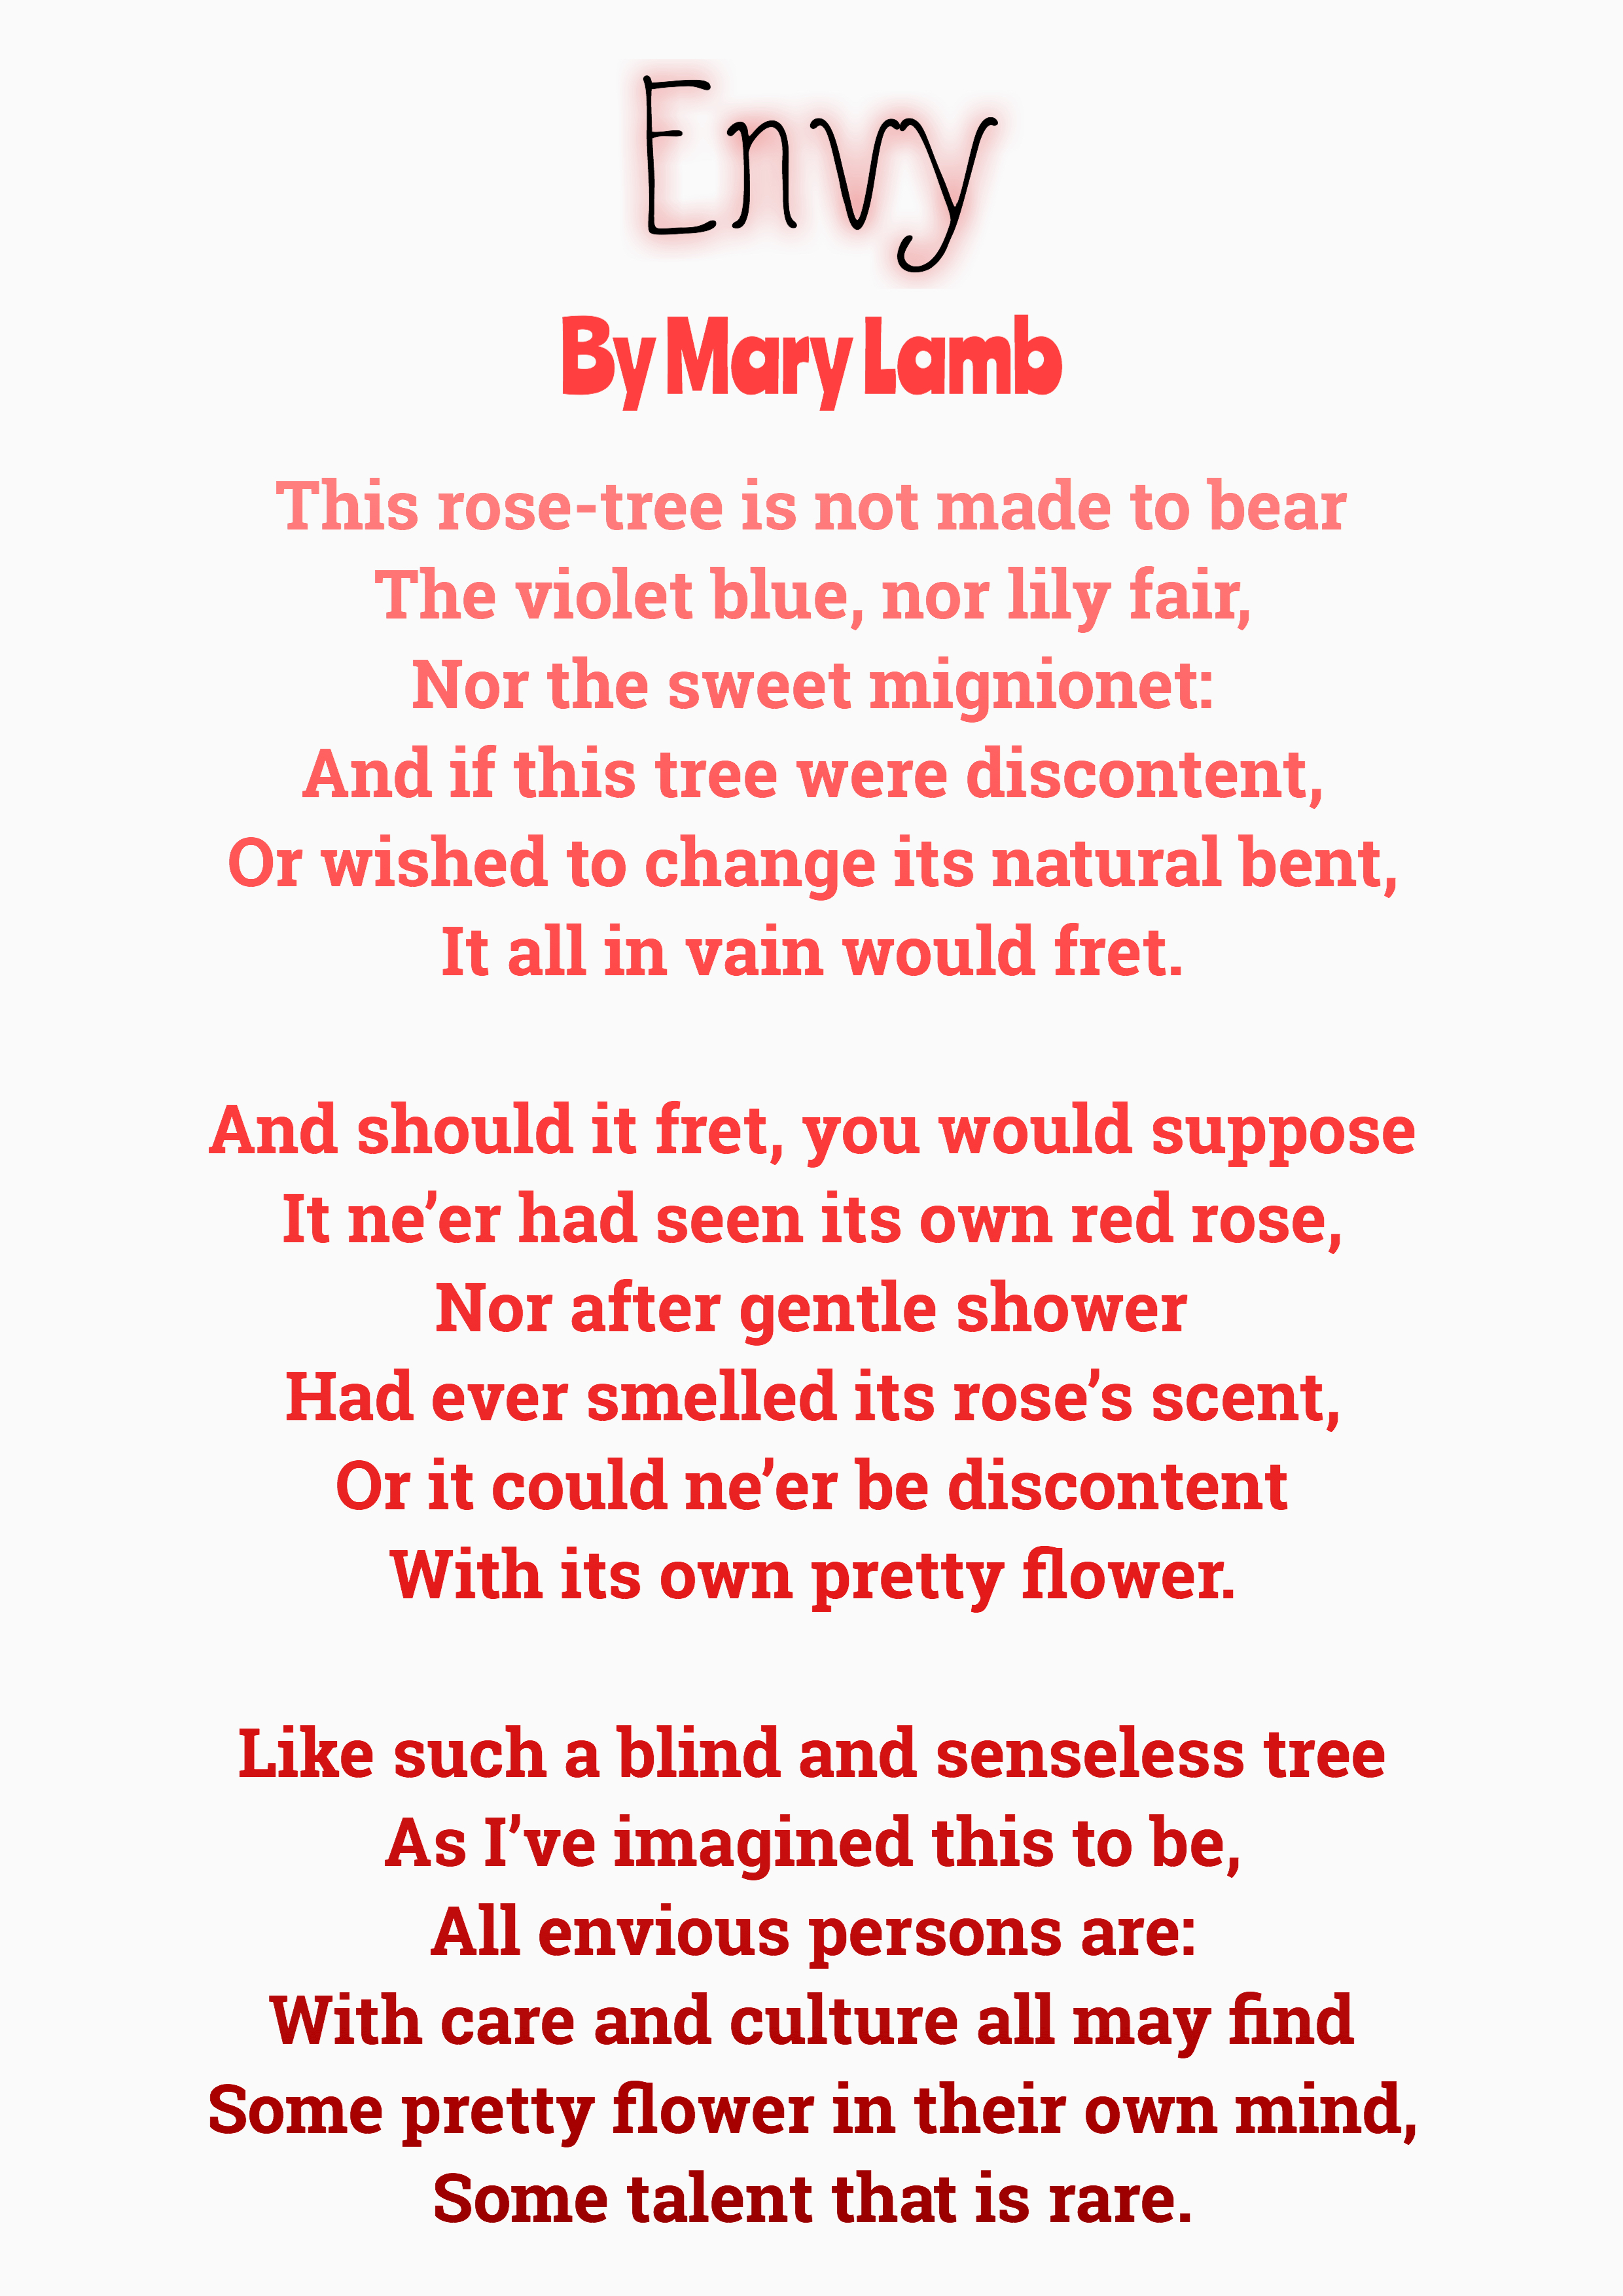 Envy
By Mary Lamb
This rose-tree is not made to bear
The violet blue, nor lily fair,
Nor the sweet mignionet:
And if this tree were discontent,
Or wished to change its natural bent,
It all in vain would fret.
And should it fret, you would suppose
It ne’er had seen its own red rose,
Nor after gentle shower
Had ever smelled its rose’s scent,
Or it could ne’er be discontent
With its own pretty flower.
Like such a blind and senseless tree
As I’ve imagined this to be,
All envious persons are:
With care and culture all may find
Some pretty flower in their own mind,
Some talent that is rare.